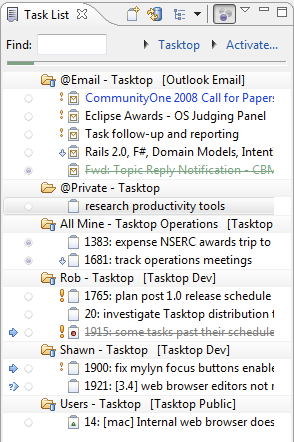 Task List
Find:
Tasktop
Activate...
@Email - Tasktop [Outlook Email]
CommunityOne 2008 Call for Papers
Eclipse Awards - OS Judging Panel
Task follow-up and reporting
Rails 2.0, F#, Domain Models, Intent
Fwd: Topic Reply Notification - CBM
@Private - Tasktop
research productivity tools
All Mine - Tasktop Operations [Tasktop
1383: expense NSERC awards trip to
1681: track operations meetings
Rob - Tasktop [Tasktop Dev]
1765: plan post 1.0 release schedule
20: investigate Tasktop distribution t
1915: some tasks past their schedule
Shawn - Tasktop [Tasktop Dev]
1900: fix mylyn focus buttons enable
1921: [3.4] web browser editors not r
Users - Tasktop [Tasktop Public]
14: [mac] Internal web browser does